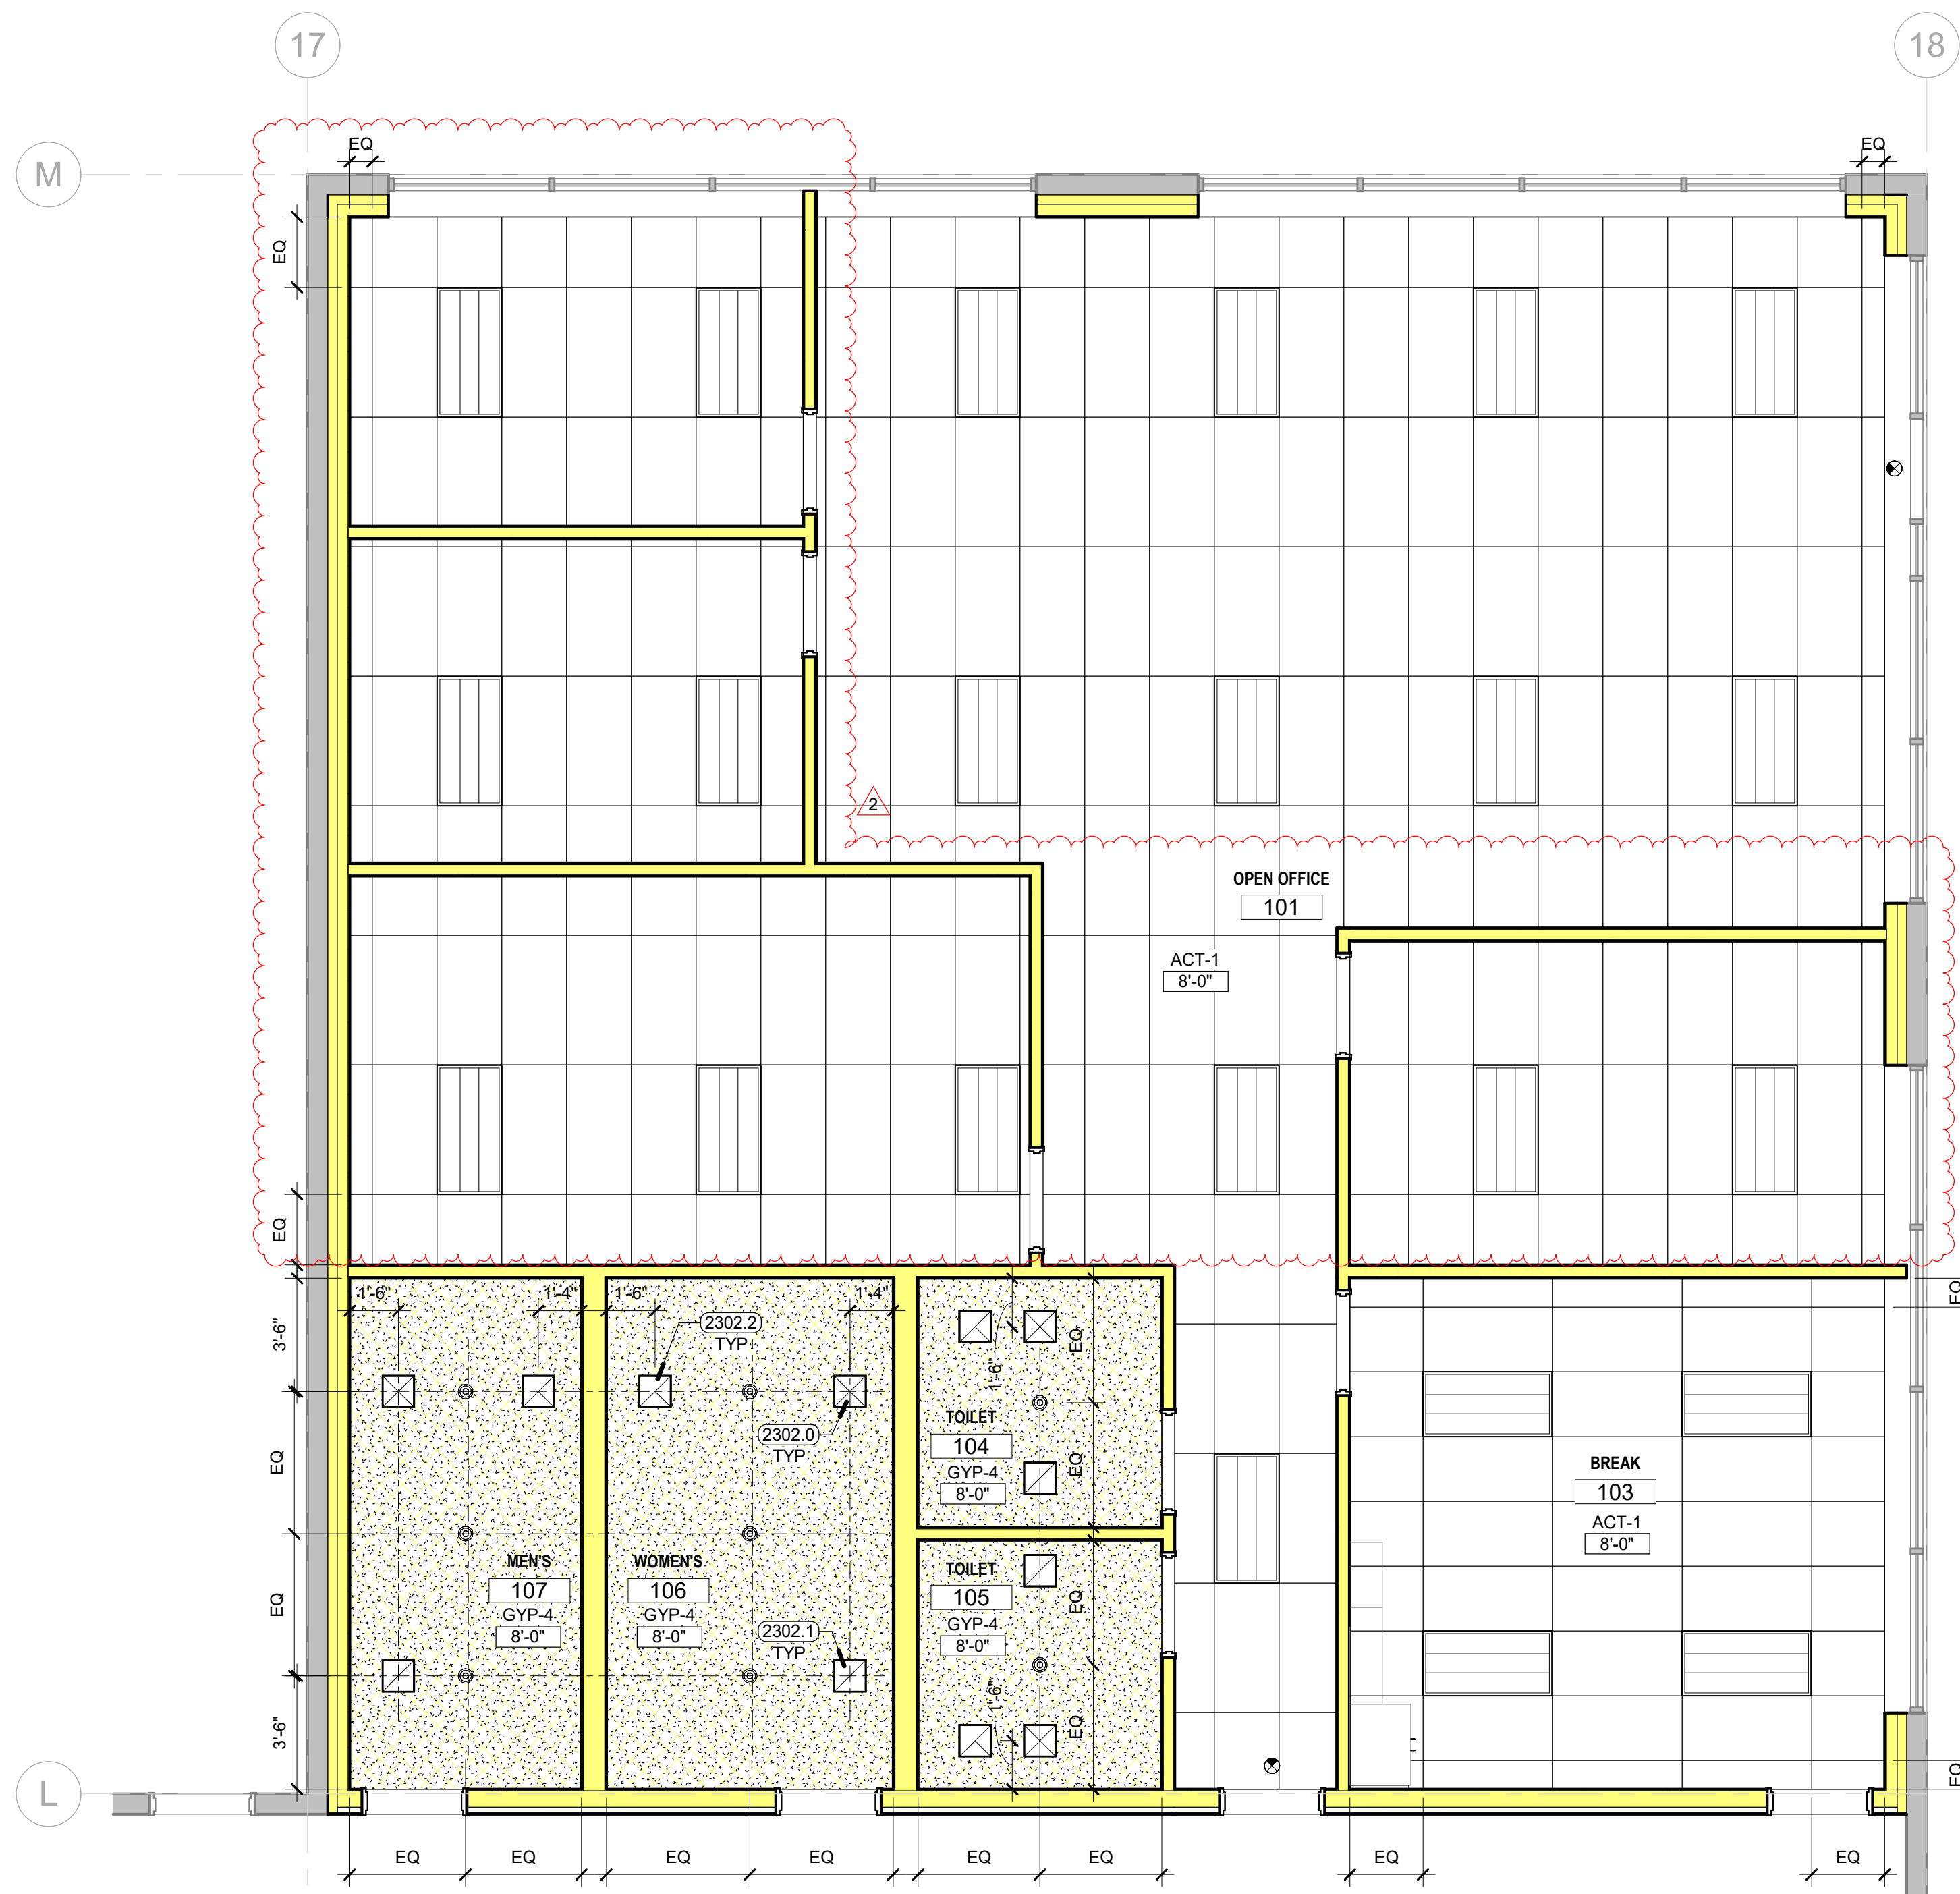 17
18
M
EQ
EQ
EQ
2
OPEN OFFICE
101
ACT-1
8'-0"
EQ
EQ
1'-6"
1'-4"
1'-6"
1'-4"
3'-6"
2302.2
TYP
EQ
1'-6"
2302.0
TYP
TOILET
104
GYP-4
8'-0"
EQ
EQ
BREAK
103
ACT-1
8'-0"
MEN'S
107
GYP-4
8'-0"
WOMEN'S
106
GYP-4
8'-0"
TOILET
105
GYP-4
8'-0"
EQ
EQ
2302.1
TYP
1'-6"
EQ
3'-6"
EQ
L
EQ
EQ
EQ
EQ
EQ
EQ
EQ
EQ